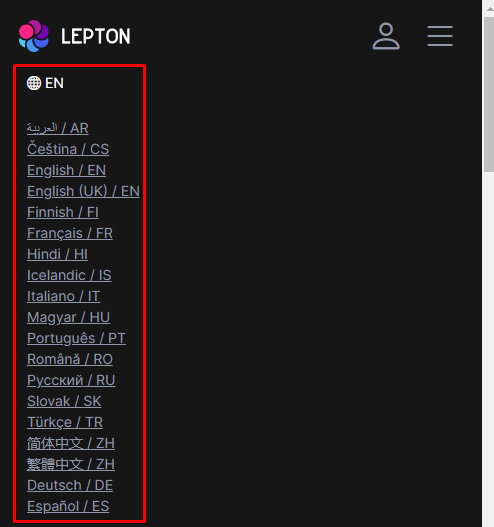 LEPTON
EN
العربية / AR
Čeština / CS
English / EN
English (UK) / EN
Finnish / FI
Français / FR
Hindi / HI
Icelandic / IS
Italiano / IT
Magyar / HU
Português / PT
Română / RO
Русский / RU
Slovak / SK
Türkçe / TR
简体中文 / ZH
繁體中文 / ZH
Deutsch / DE
Español / ES